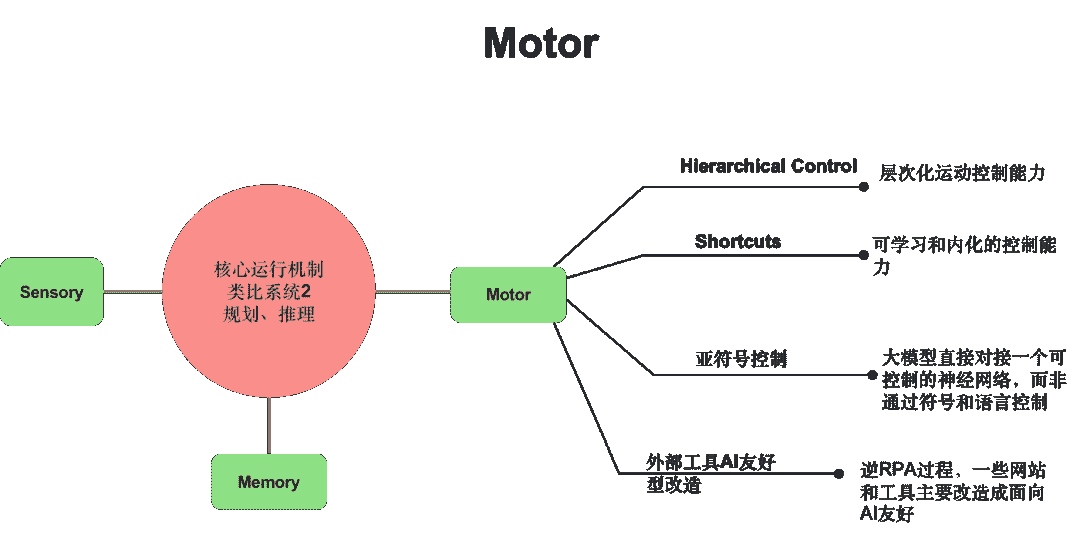 Motor
Hierarchical Control
层次化运动控制能力
Shortcuts
可学习和内化的控制能
力
核心运行机制
类比系统2
规划、推理
Sensory
Motor
亚符号控制
大模型直接对接一个可
控制的神经网络，而非
通过符号和语言控制
Memory
外部工具AI友好
型改造
逆RPA过程，一些网站
和工具主要改造成面向
AI友好